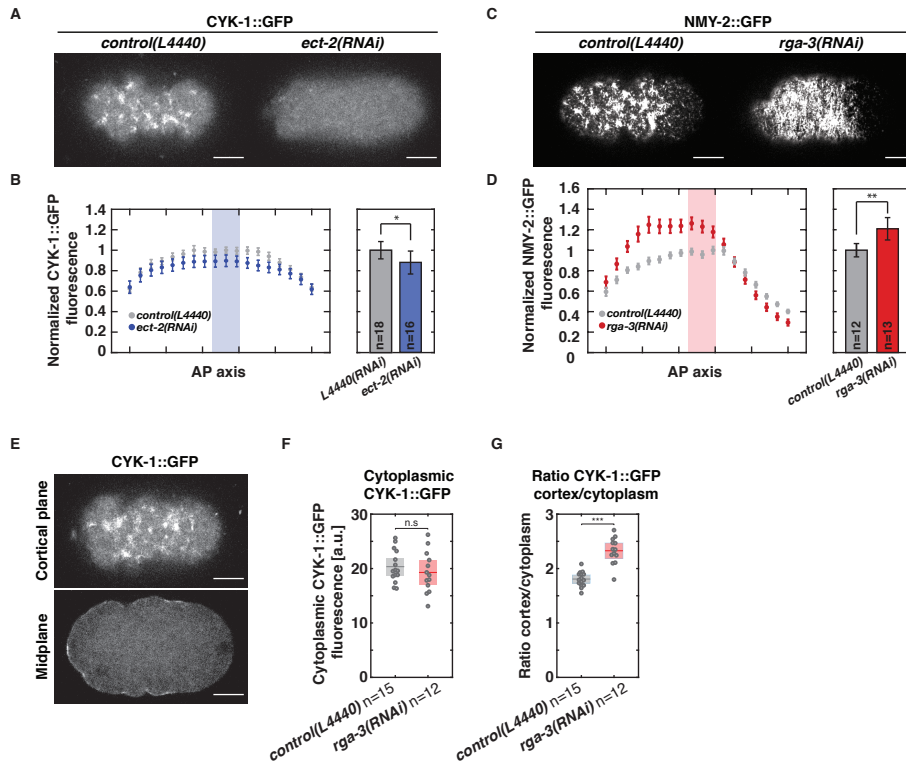 A
CYK-1::GFP
control(L4440)
ect-2(RNAi)
B
Normalized CYK-1::GFP
fluorescence
1.4
1.2
1
0.8
0.6
0.4
0.2
0
control(L4440)
ect-2(RNAi)
AP axis
*
n=18
n=16
L4440(RNAi)
ect-2(RNAi)
C
NMY-2::GFP
control(L4440)
rga-3(RNAi)
D
Normalized NMY-2::GFP
fluorescence
1.6
1.4
1.2
1
0.8
0.6
0.4
0.2
0
control(L4440)
rga-3(RNAi)
AP axis
**
n=12
n=13
control(L4440)
rga-3(RNAi)
E
CYK-1::GFP
Cortical plane
Midplane
F
Cytoplasmic
CYK-1::GFP
Cytoplasmic CYK-1::GFP
fluorescence [a.u.]
30
20
10
0
n.s
control(L4440) n=15
rga-3(RNAi) n=12
G
Ratio CYK-1::GFP
cortex/cytoplasm
Ratio cortex/cytoplasm
3
2
1
0
***
control(L4440) n=15
rga-3(RNAi) n=12